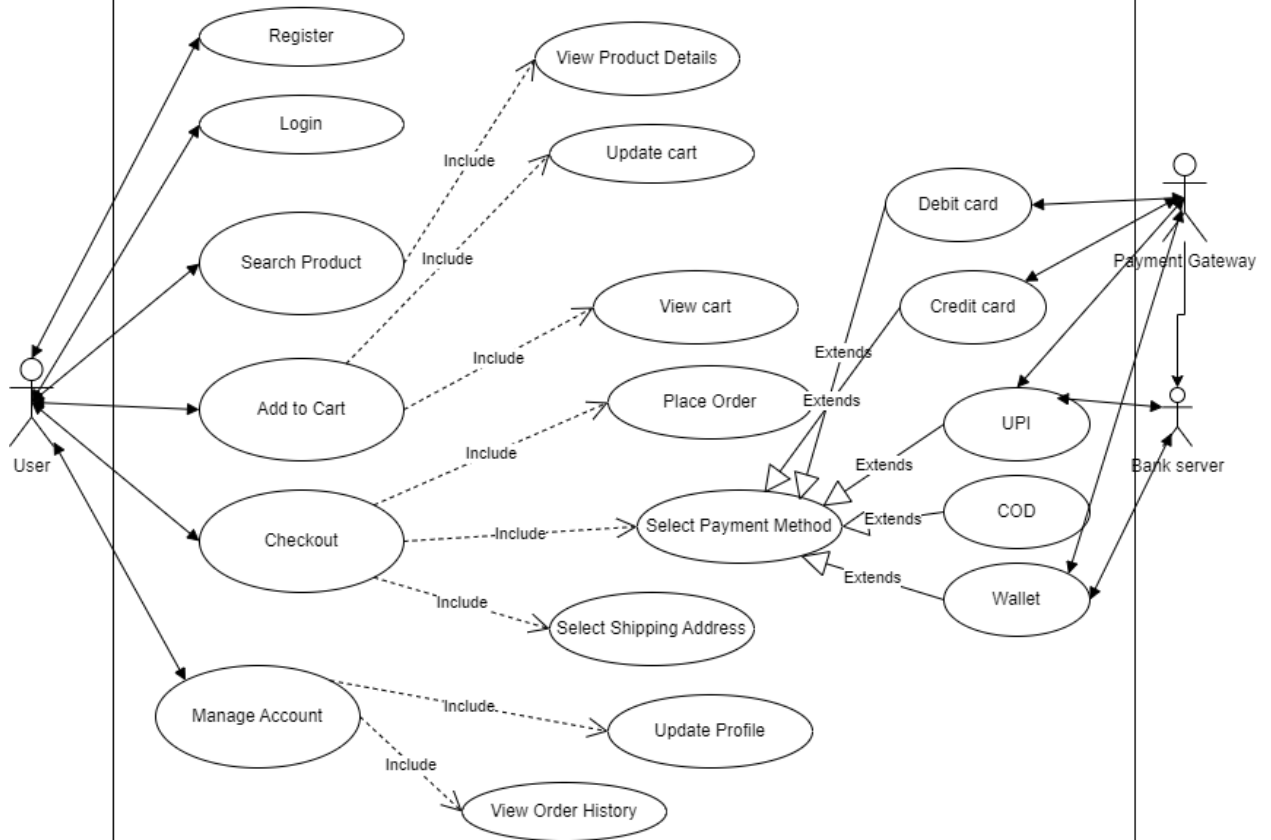 Register
View Product Details
Login
Update cart
Include
Debit card
Search Product
Include
Payment Gateway
View cart
Credit card
Extends
Include
Add to Cart
Place Order
Extends
UPI
Include
Extends
User
Bank server
COD
Extends
Select Payment Method
Include
Checkout
Extends
Wallet
Include
Select Shipping Address
Include
Manage Account
Update Profile
Include
View Order History